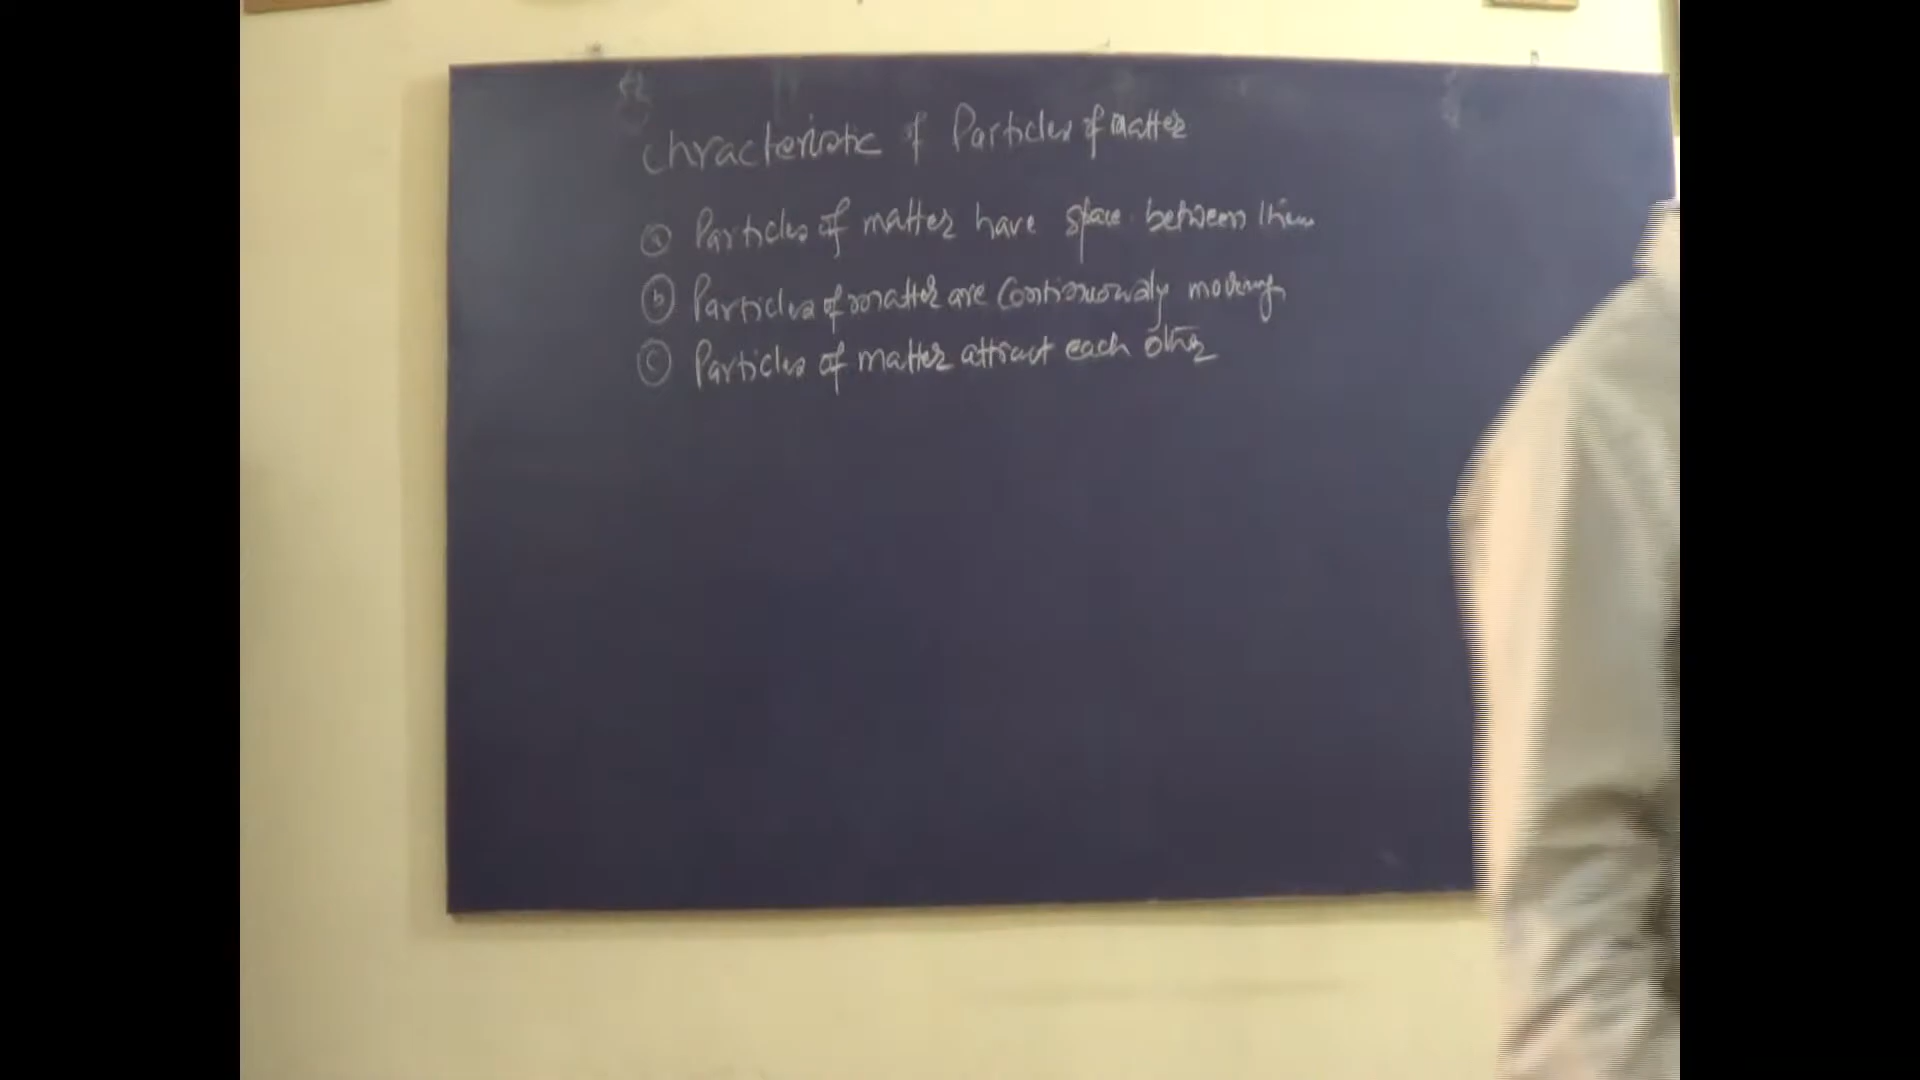 Chracteristic of Particles of matter
(a) Particles of matter have space between them
(b) Particles of matter are Continuously moving
(c) Particles of matter attract each other